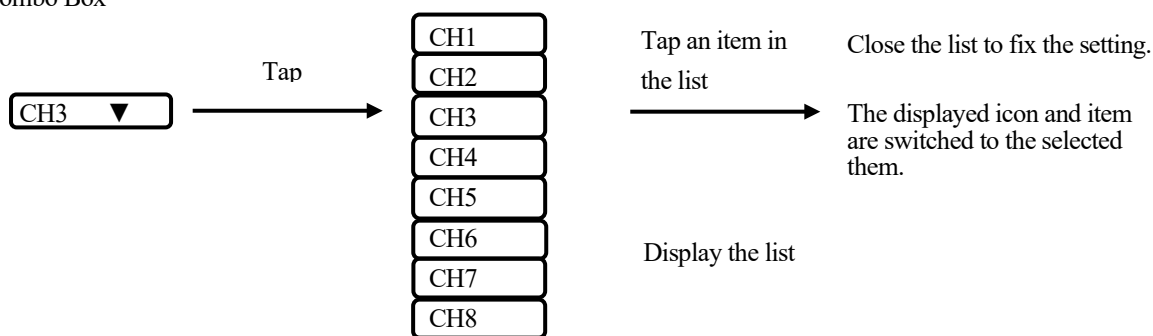 ombo Box
CH3 ▼
Tap
CH1
CH2
CH3
CH4
CH5
CH6
CH7
CH8
Tap an item in
the list
Display the list
Close the list to fix the setting.
The displayed icon and item
are switched to the selected
them.